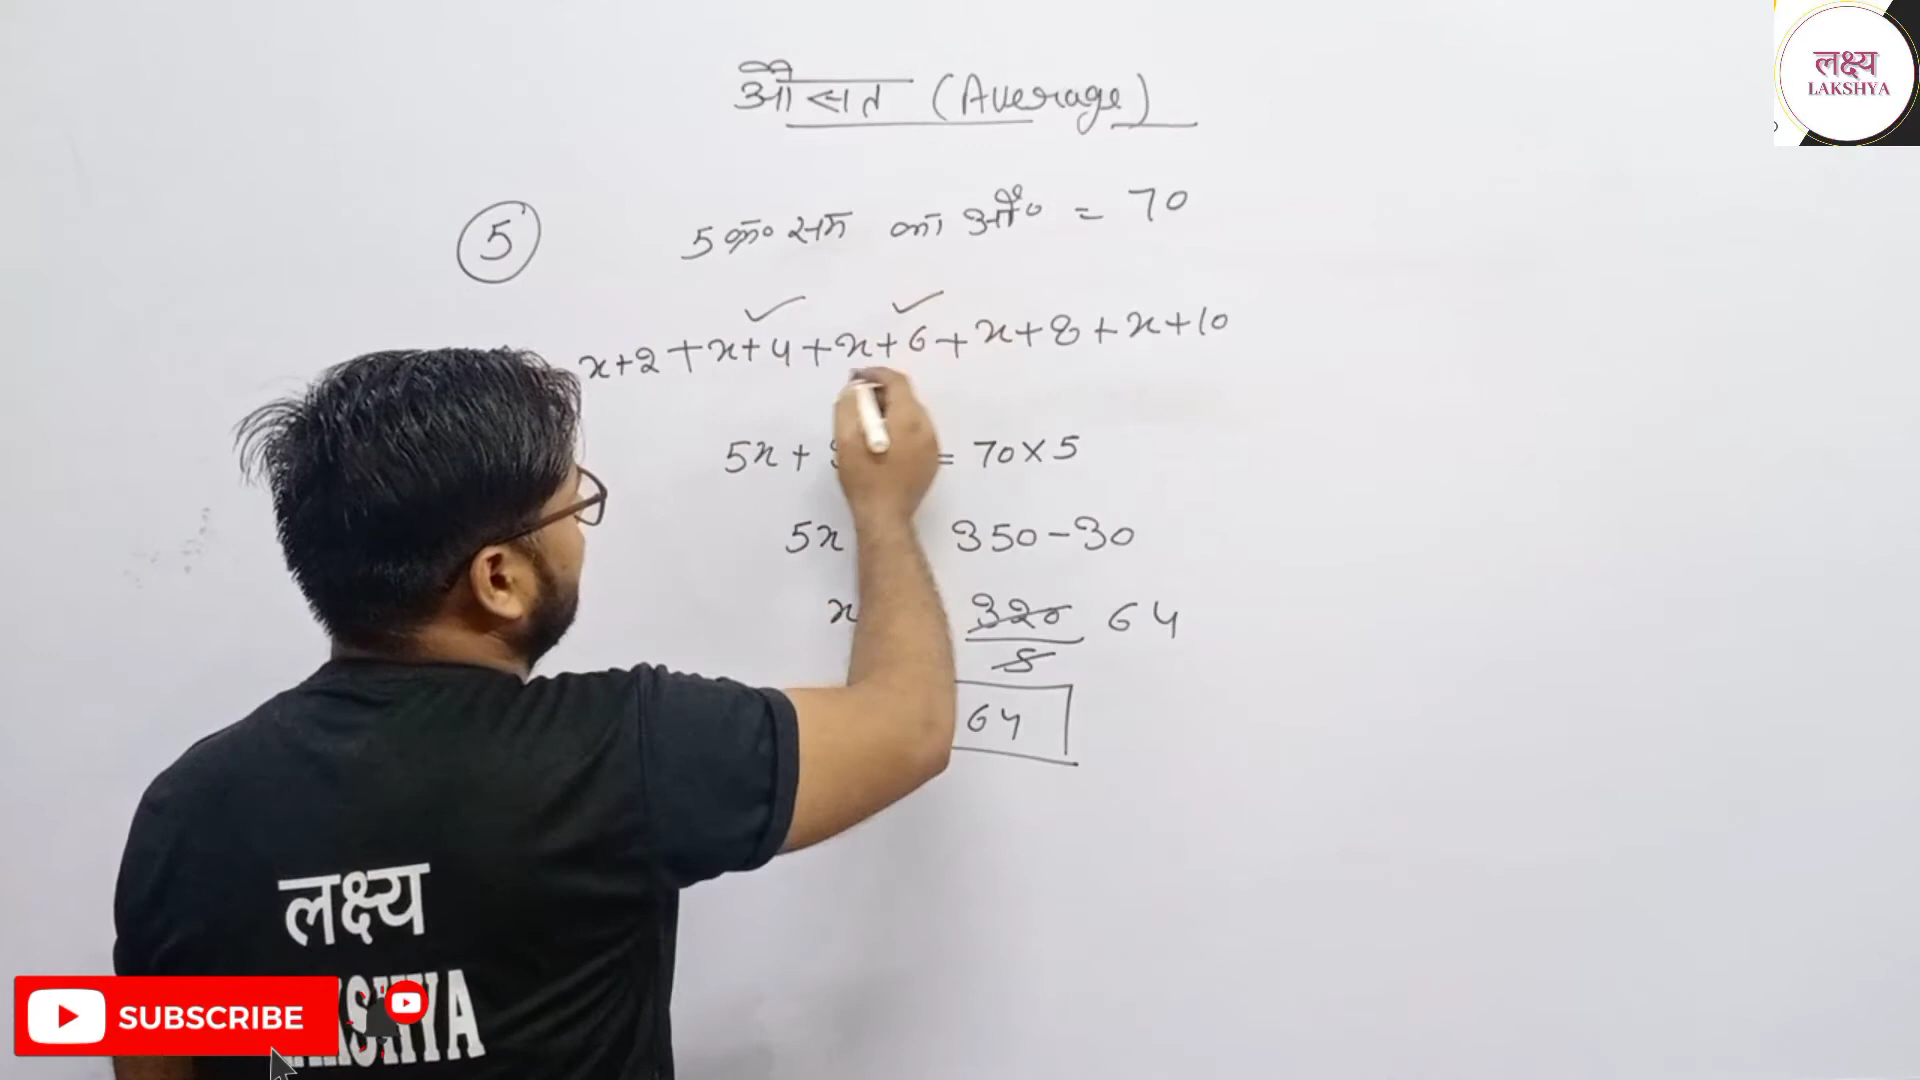 औसत (Average)
लक्ष्य
LAKSHYA
5
5 क्र० सम का औ० = 70
x+2+x+4+x+6+x+8+x+10
5x + = 70×5
5x 350-30
x 320 64
5
64
लक्ष्य
LAKSHYA
SUBSCRIBE